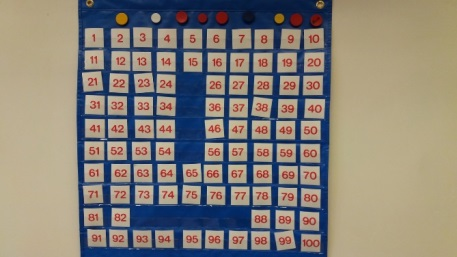 1 2 3 4 5 6 7 8 9 10
11 12 13 14 15 16 17 18 19 20
21 22 23 24 26 27 28 29 30
31 32 33 34 36 37 38 39 40
41 42 43 44 46 47 48 49 50
51 52 53 54 56 57 58 59 60
61 62 63 64 65 66 67 68 69 70
71 72 73 74 75 76 77 78 79 80
81 82 88 89 90
91 92 93 94 95 96 97 98 99 100